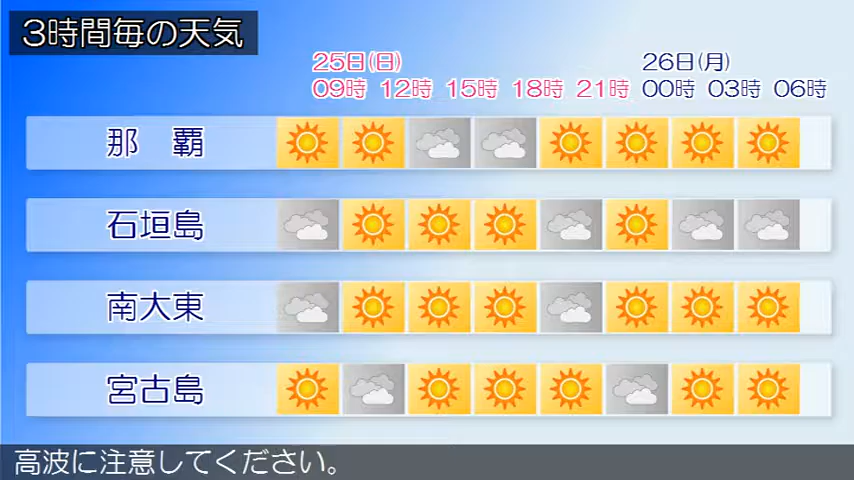 3時間毎の天気
25日(日) 26日(月)
09時 12時 15時 18時 21時 00時 03時 06時
那 覇
石垣島
南大東
宮古島
高波に注意してください。